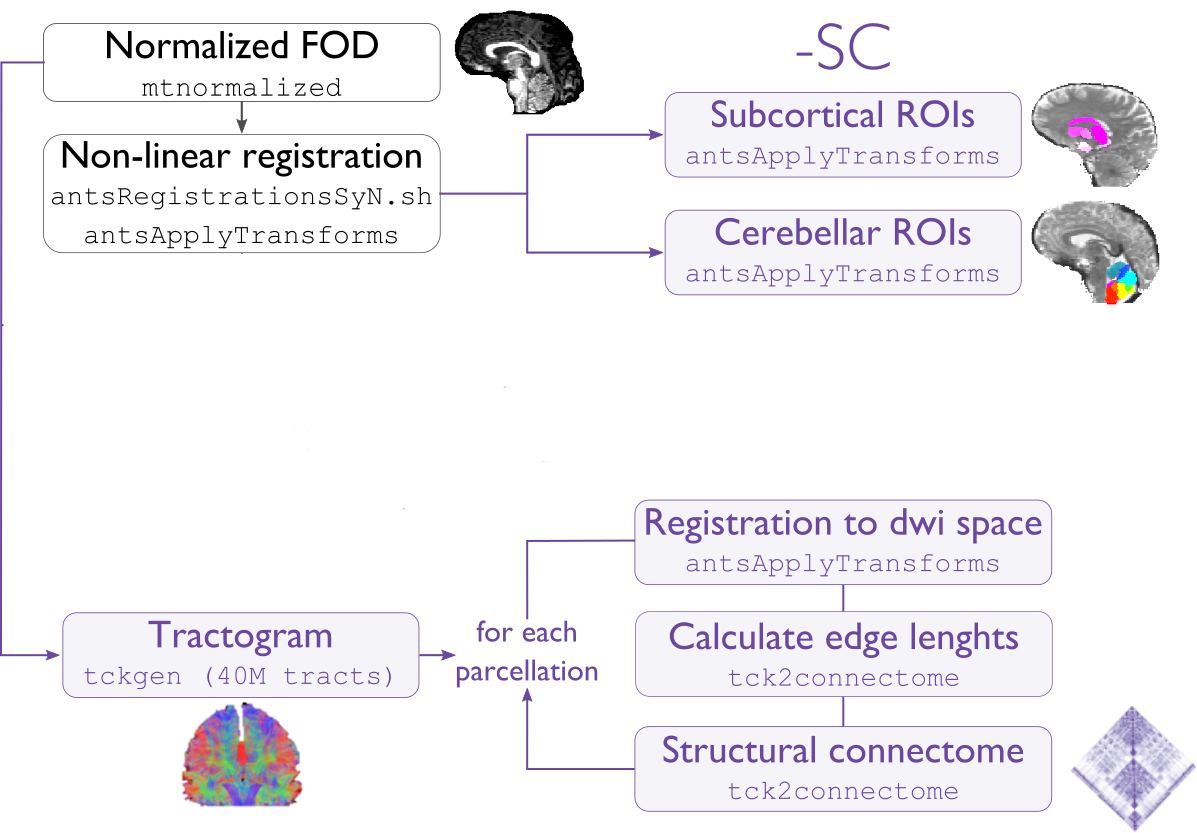 Normalized FOD
mtnormalized
Non-linear registration
antsRegistrationsSyN.sh
antsApplyTransforms
-SC
Subcortical ROIs
antsApplyTransforms
Cerebellar ROIs
antsApplyTransforms
Tractogram
tckgen (40M tracts)
for each
parcellation
Registration to dwi space
antsApplyTransforms
Calculate edge lenghts
tck2connectome
Structural connectome
tck2connectome